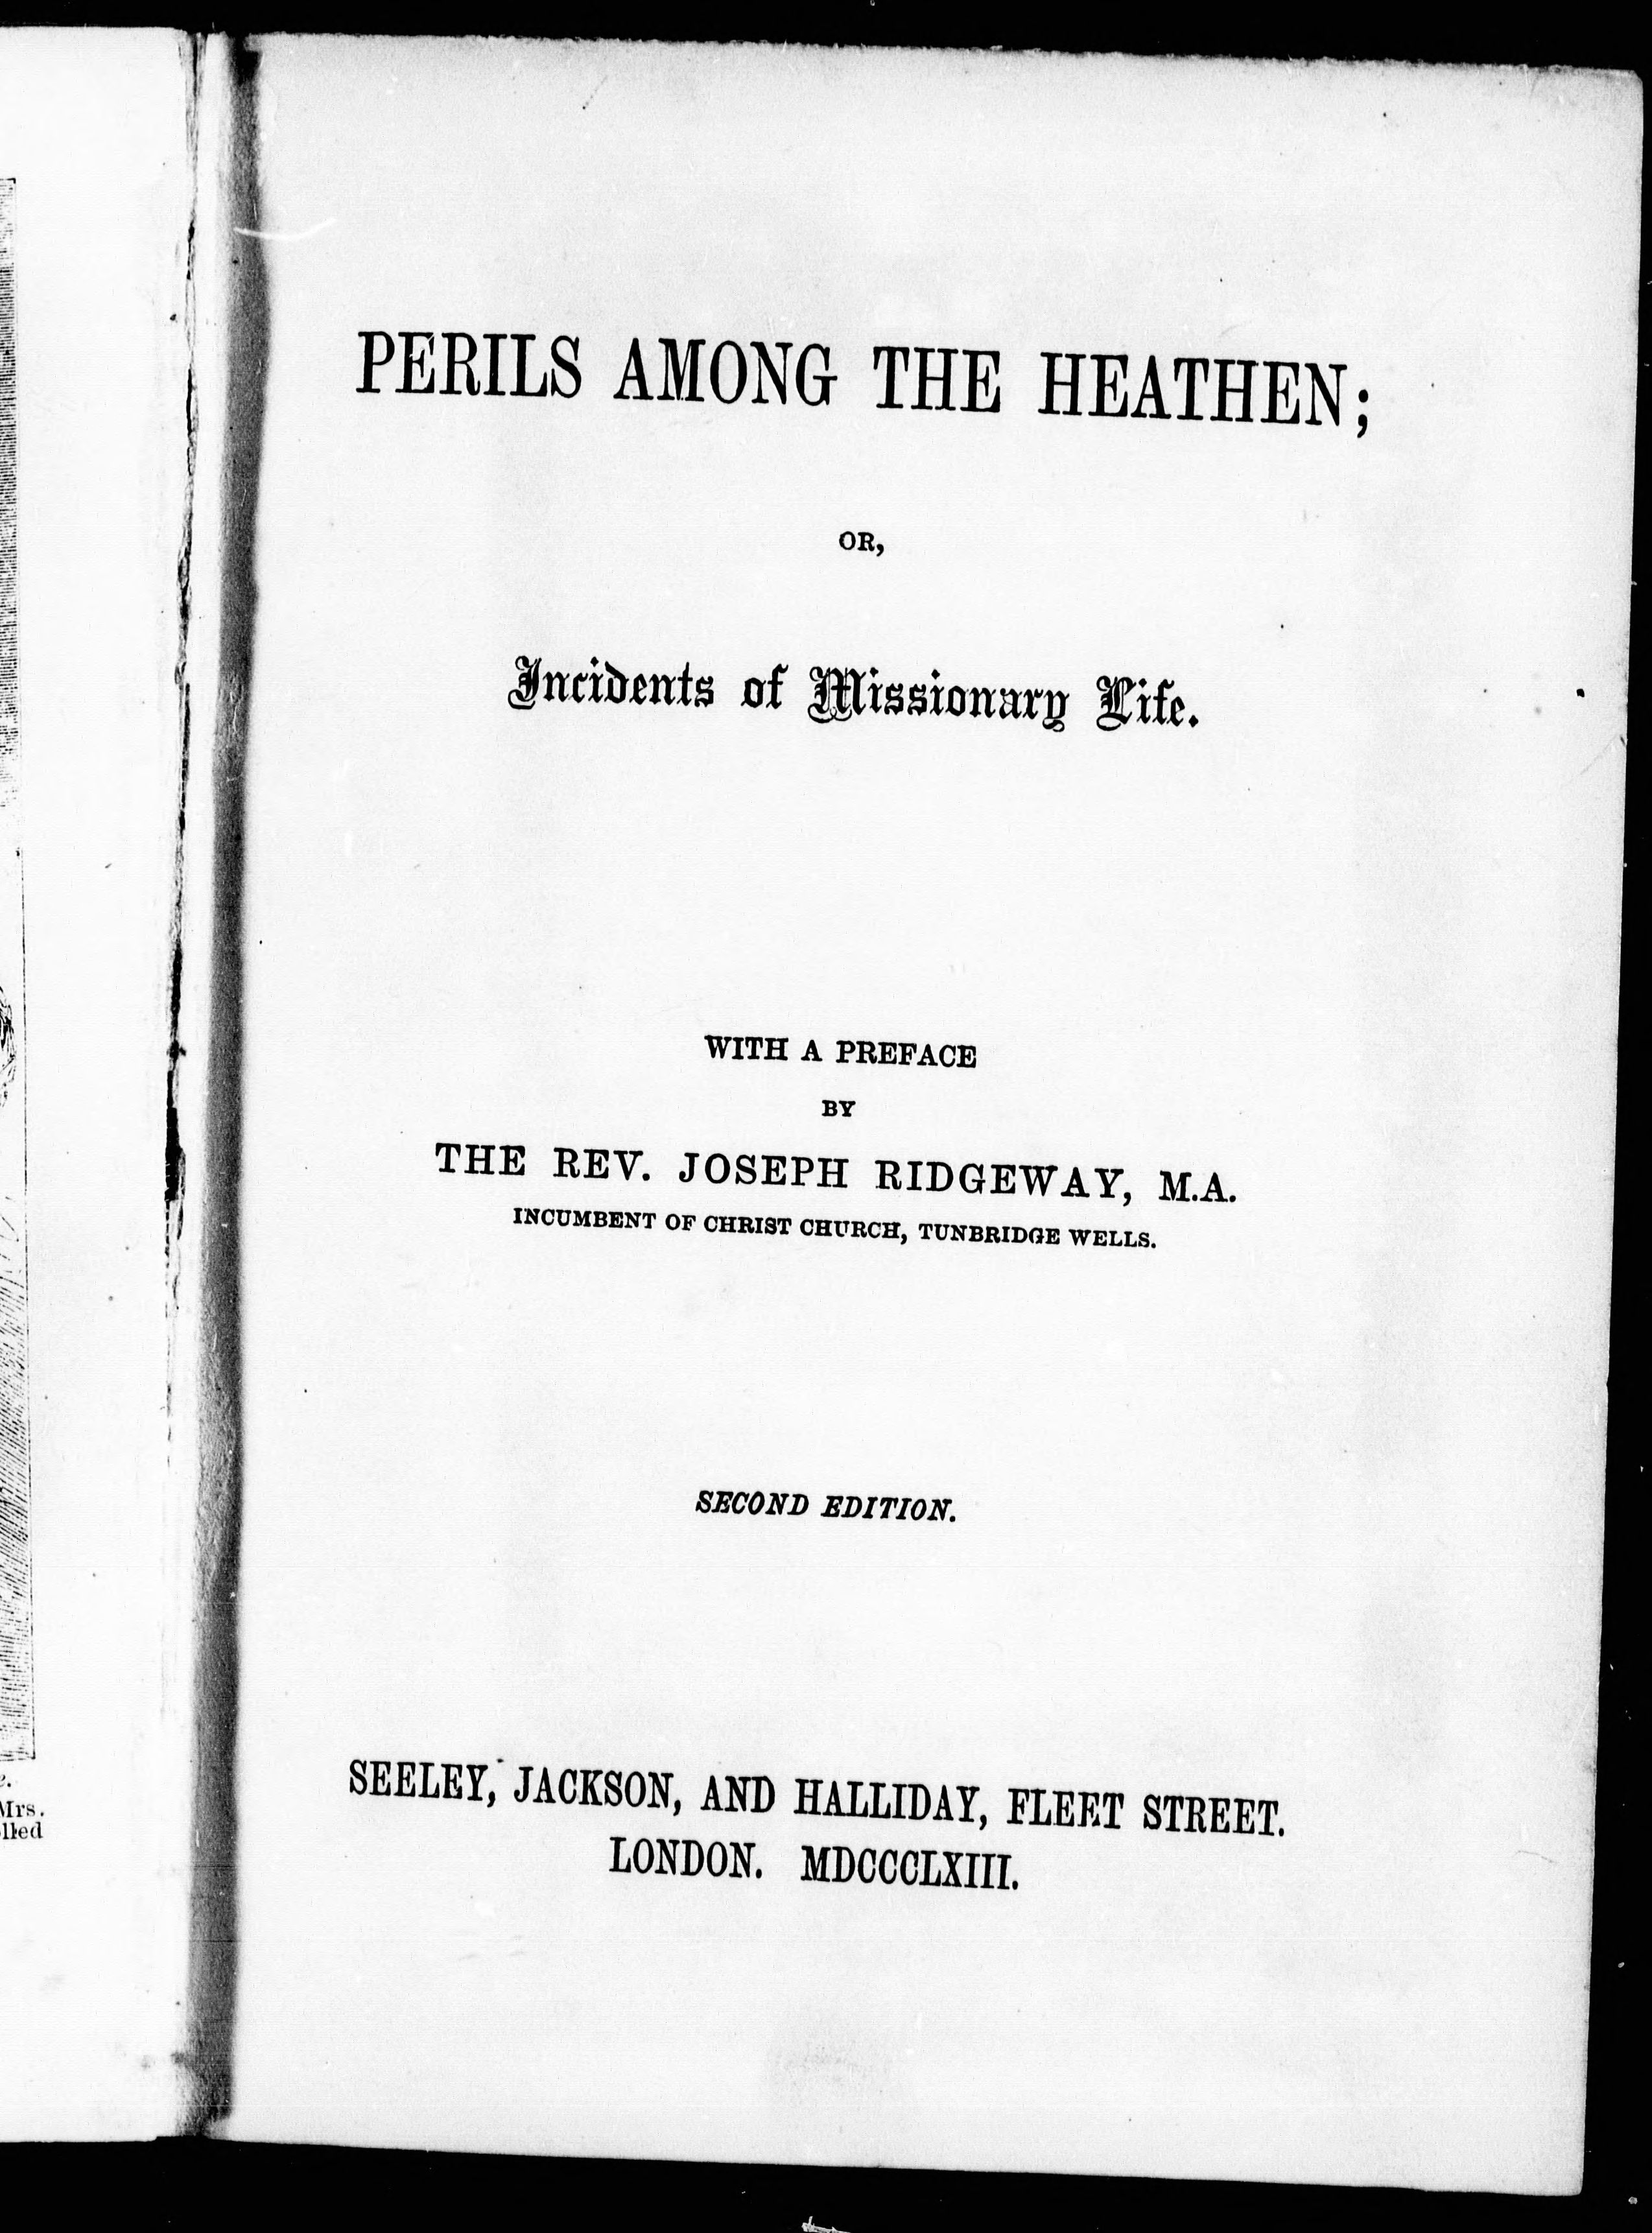 PERILS AMONG THE HEATHEN;
OR,
Incidents of Missionary Life.
WITH A PREFACE
BY
THE REV. JOSEPH RIDGEWAY, M.A.
INCUMBENT OF CHRIST CHURCH, TUNBRIDGE WELLS.
SECOND EDITION.
SEELEY, JACKSON, AND HALLIDAY, FLEET STREET.
LONDON. MDCCCLXIII.
Mrs.